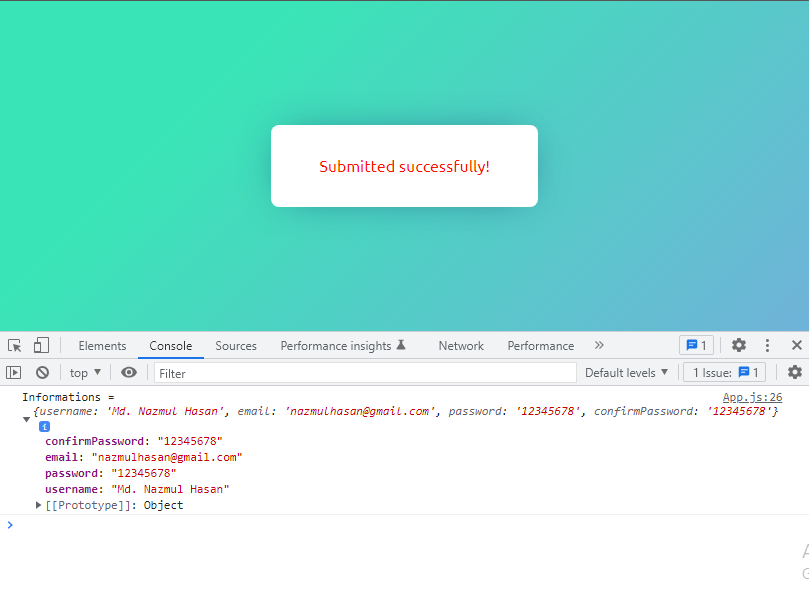 Submitted successfully!
Elements Console Sources Performance insights Network Performance » 1
top Filter Default levels 1 Issue: 1
Informations = App.js:26
{username: 'Md. Nazmul Hasan', email: 'nazmulhasan@gmail.com', password: '12345678', confirmPassword: '12345678'}
i
confirmPassword: "12345678"
email: "nazmulhasan@gmail.com"
password: "12345678"
username: "Md. Nazmul Hasan"
[[Prototype]]: Object
>